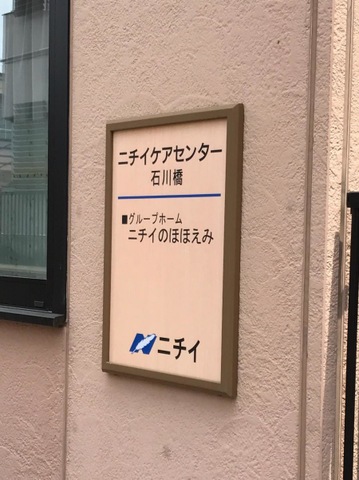 ニチイケアセンター
石川橋
■グループホーム
ニチイのほほえみ
ニチイ